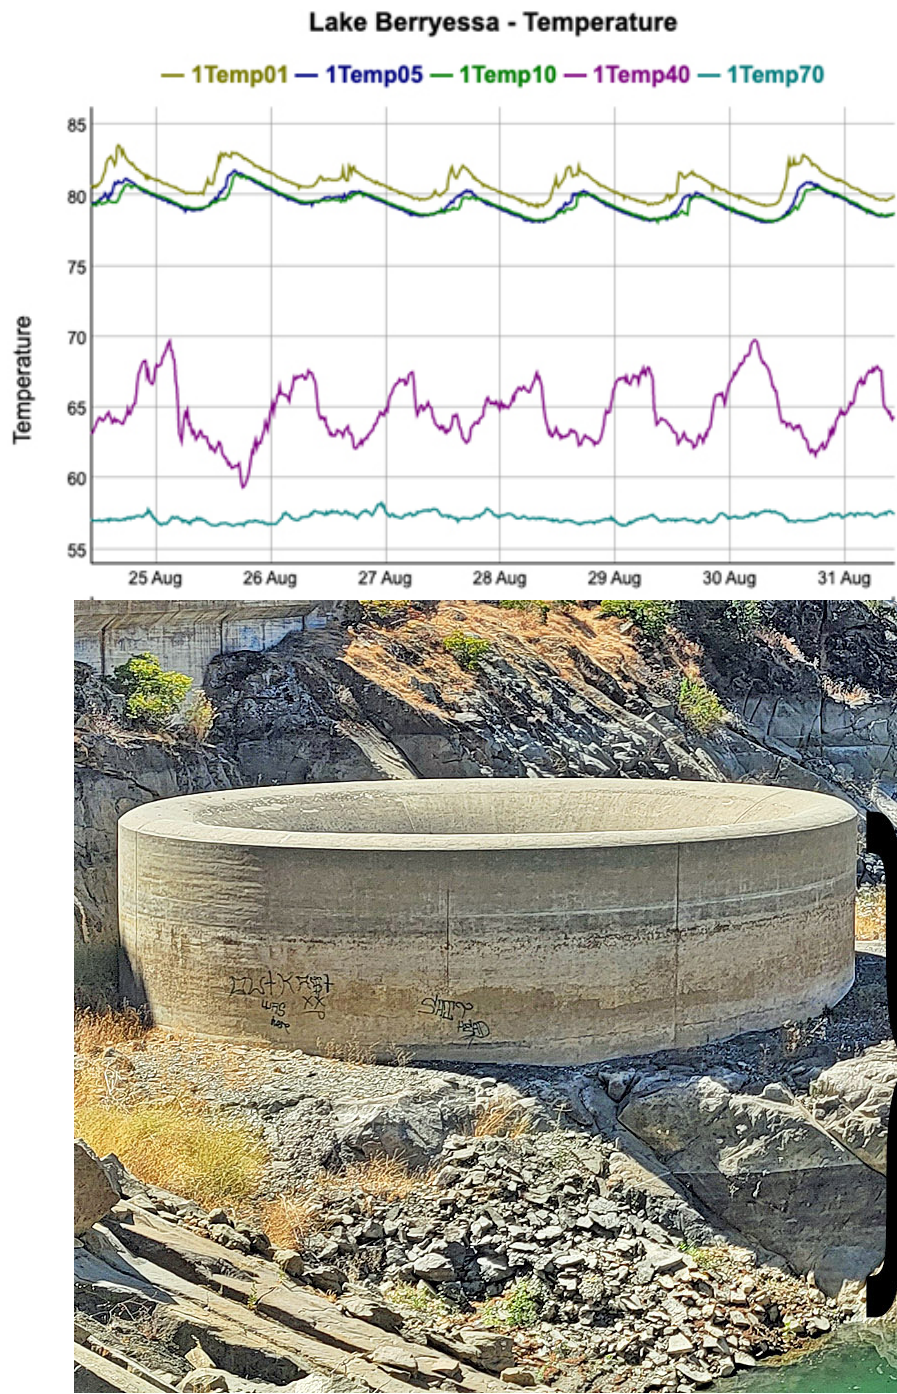 Lake Berryessa - Temperature
1Temp01 1Temp05 1Temp10 1Temp40 1Temp70
85
80
75
70
65
60
55
Temperature
25 Aug 26 Aug 27 Aug 28 Aug 29 Aug 30 Aug 31 Aug